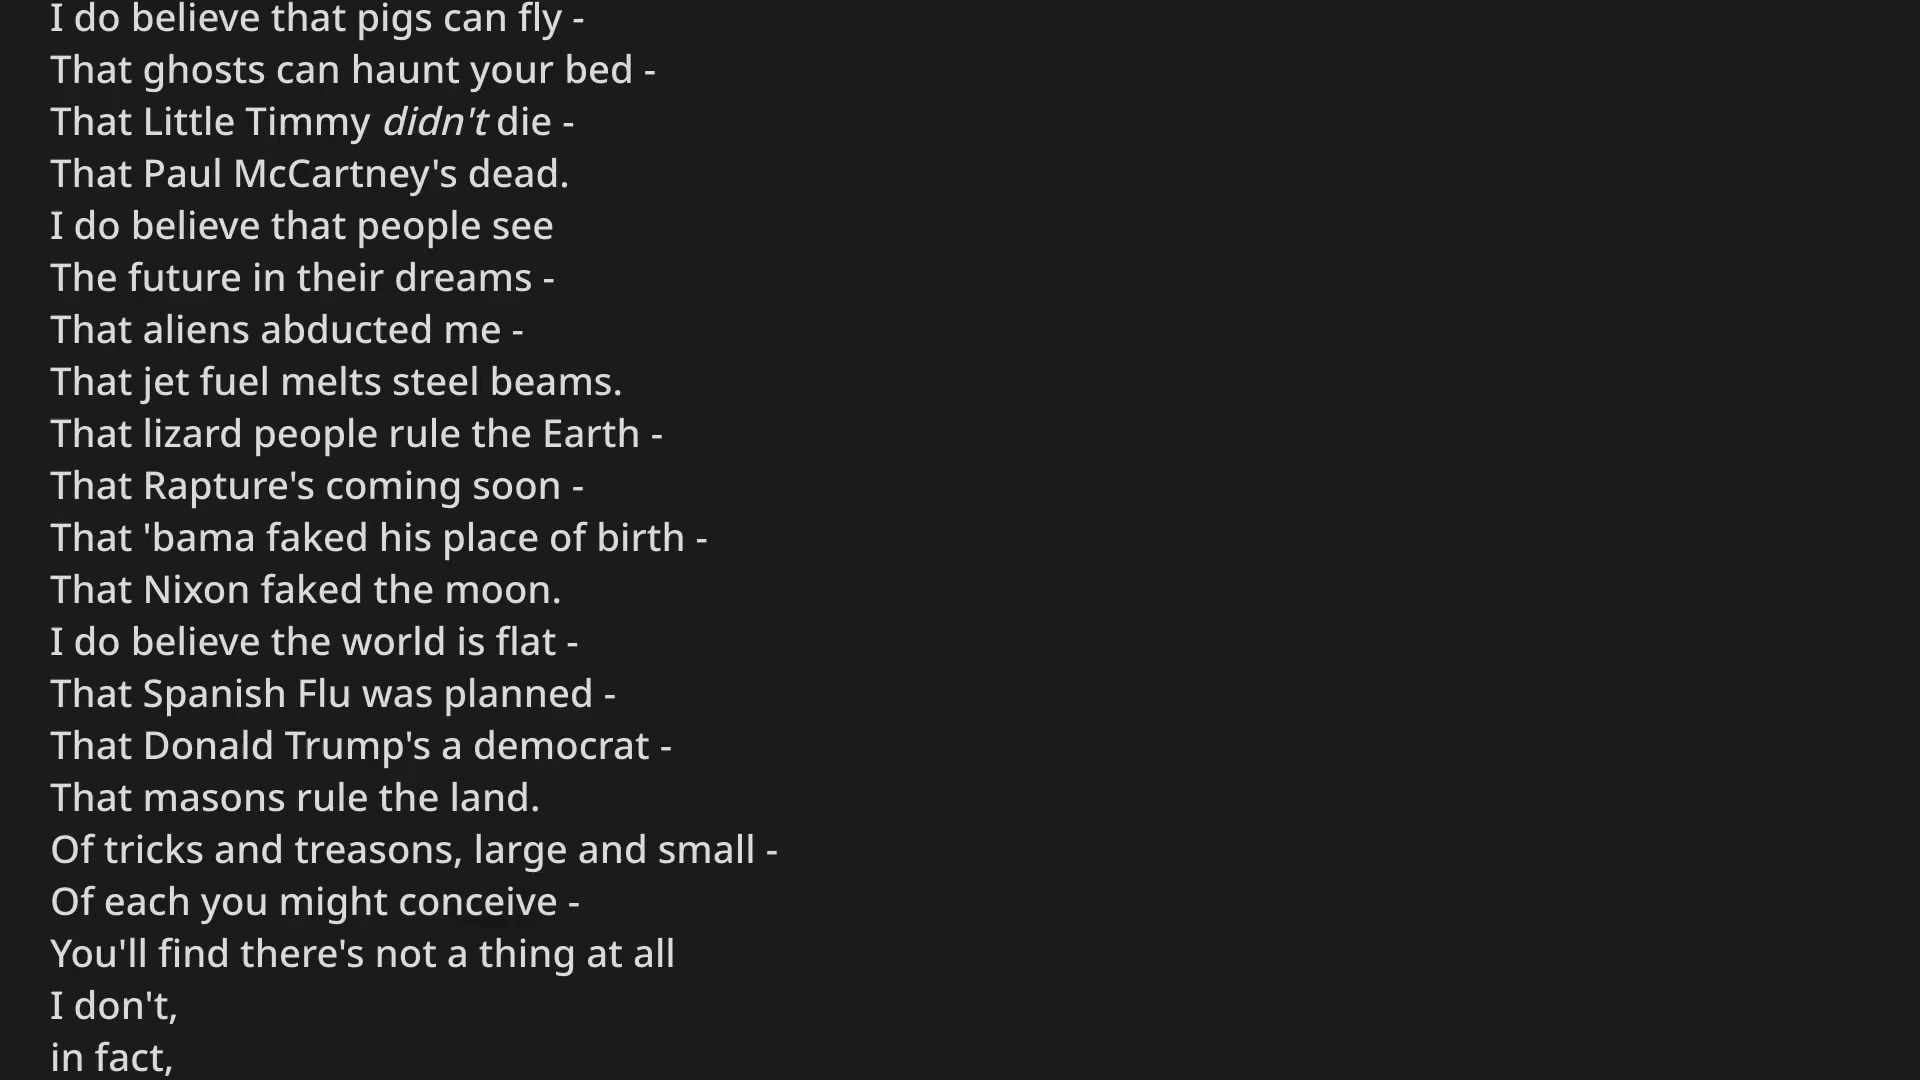 I do believe that pigs can fly -
That ghosts can haunt your bed -
That Little Timmy didn't die -
That Paul McCartney's dead.
I do believe that people see
The future in their dreams -
That aliens abducted me -
That jet fuel melts steel beams.
That lizard people rule the Earth -
That Rapture's coming soon -
That 'bama faked his place of birth -
That Nixon faked the moon.
I do believe the world is flat -
That Spanish Flu was planned -
That Donald Trump's a democrat -
That masons rule the land.
Of tricks and treasons, large and small -
Of each you might conceive -
You'll find there's not a thing at all
I don't,
in fact,